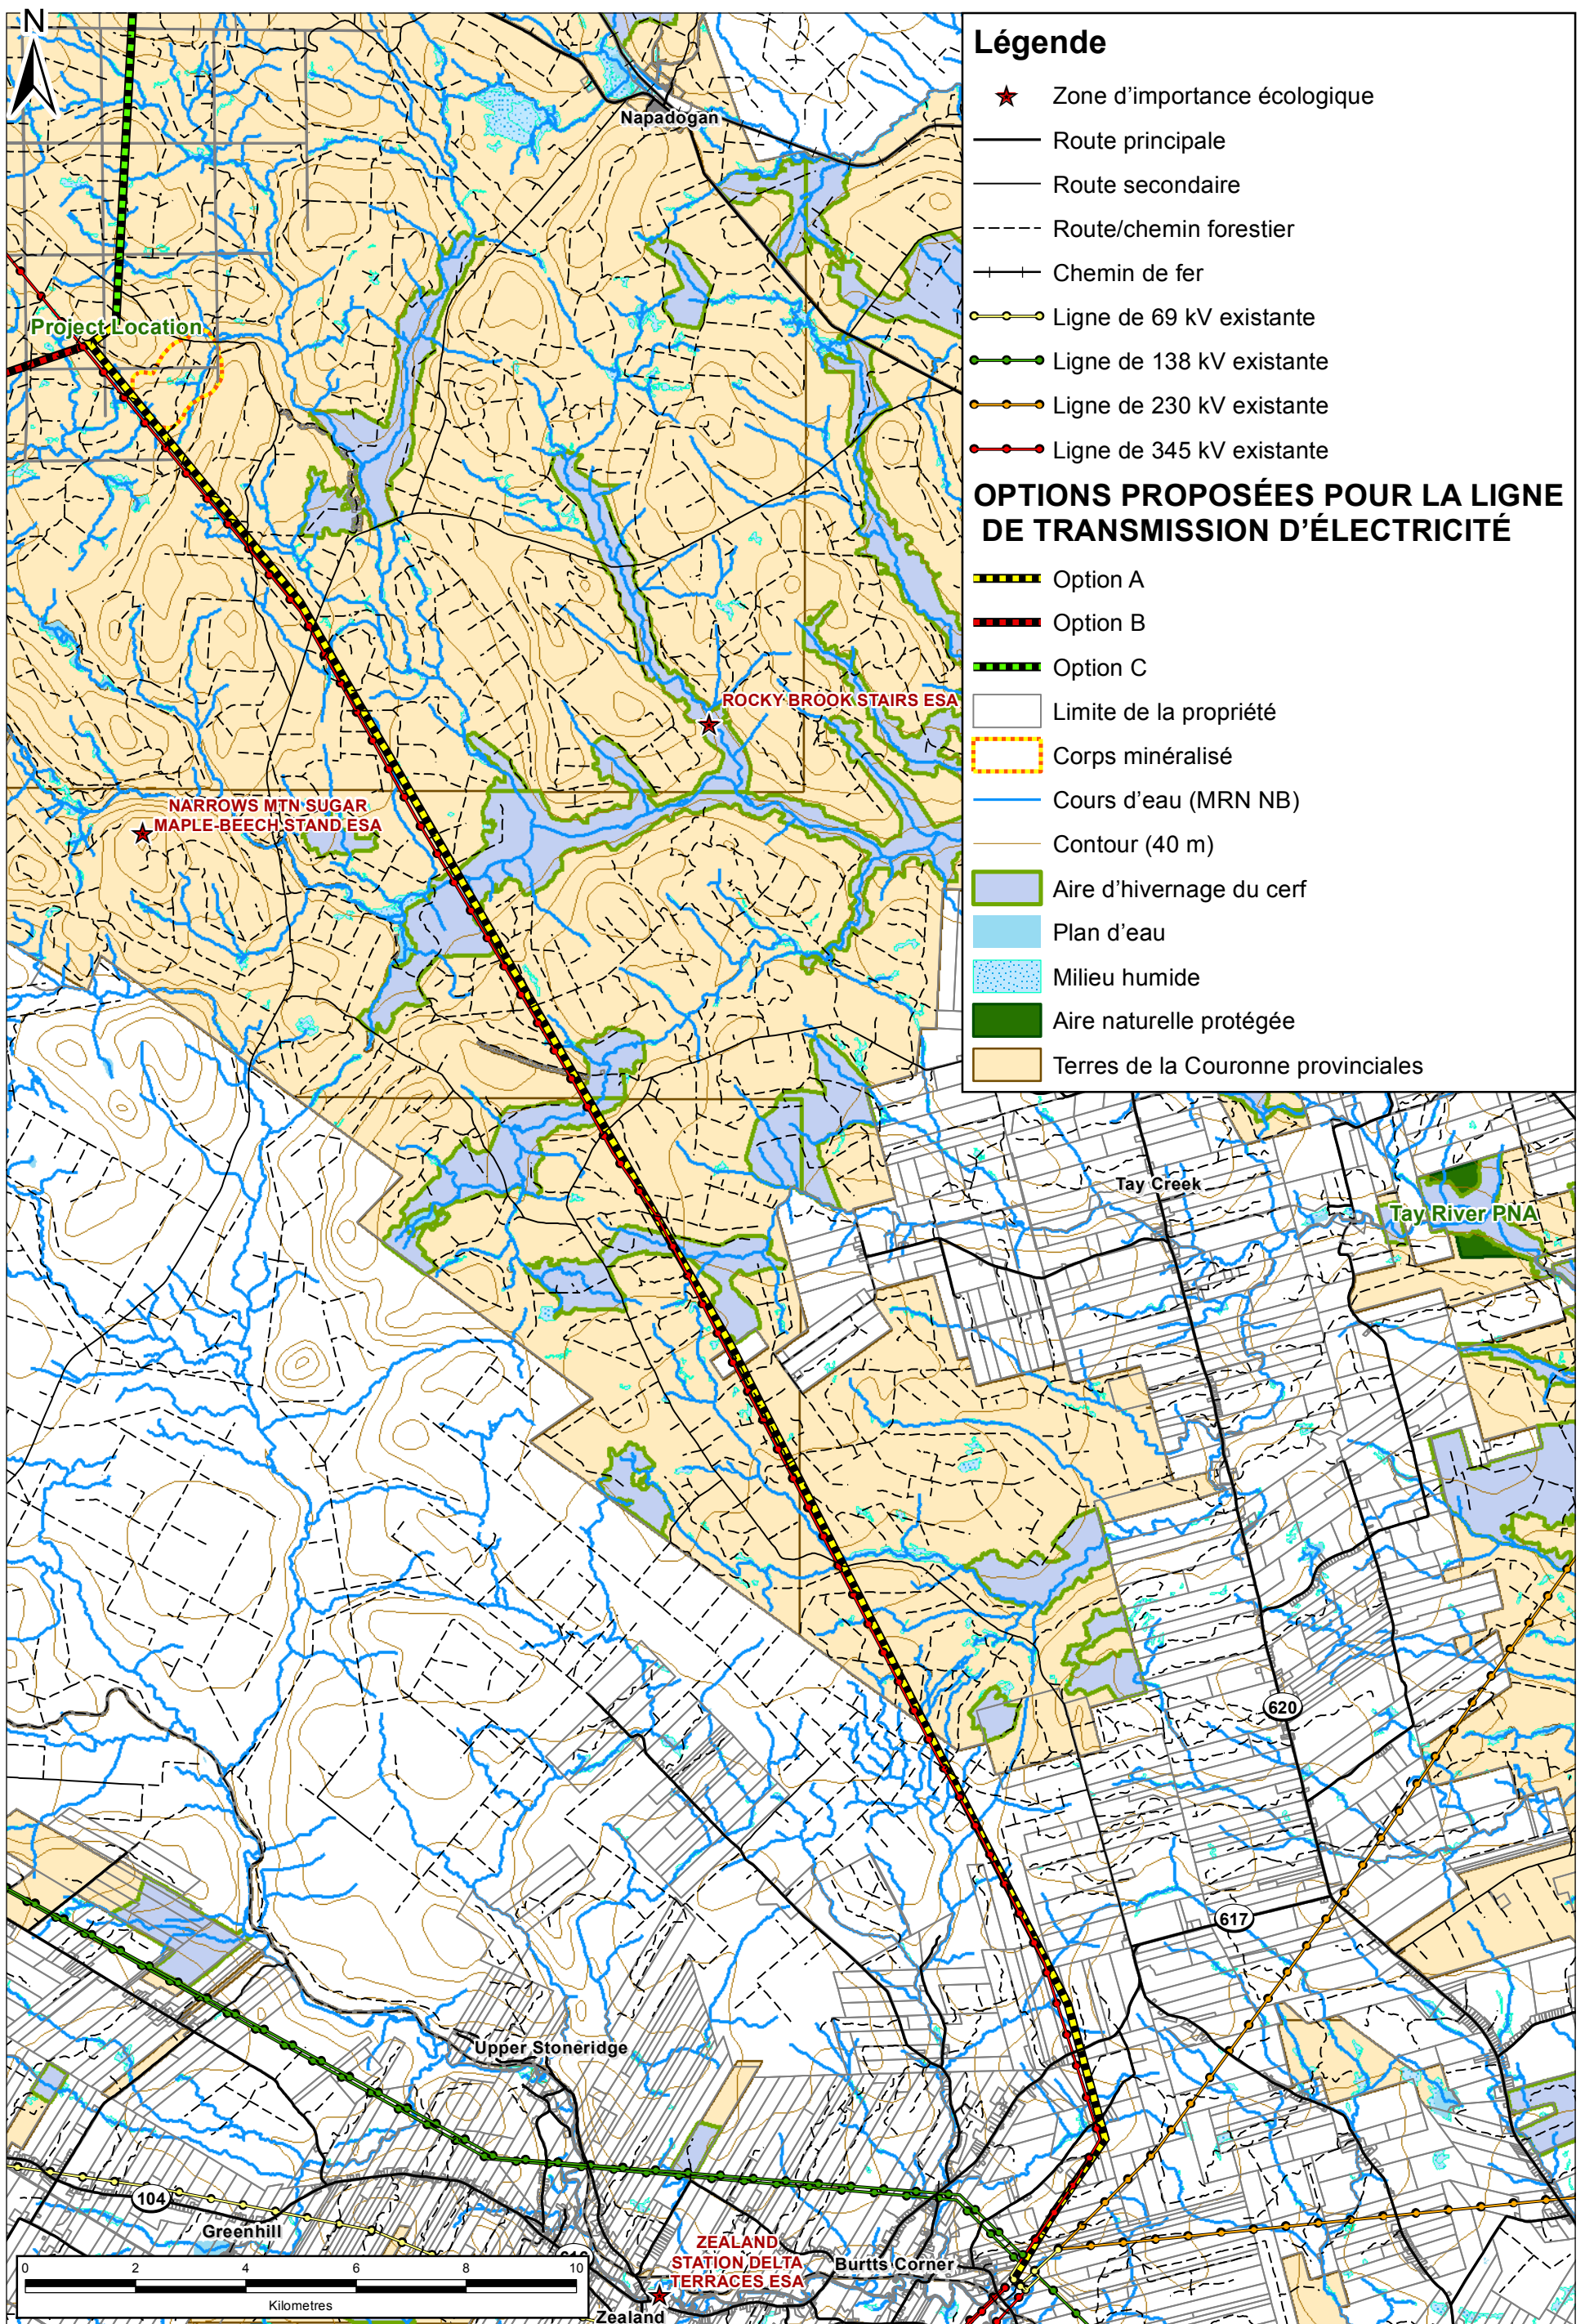 N
Légende
Zone d'importance écologique
Route principale
Route secondaire
Route/chemin forestier
Chemin de fer
Ligne de 69 kV existante
Ligne de 138 kV existante
Ligne de 230 kV existante
Ligne de 345 kV existante
OPTIONS PROPOSÉES POUR LA LIGNE
DE TRANSMISSION D'ÉLECTRICITÉ
Option A
Option B
Option C
Limite de la propriété
Corps minéralisé
Cours d'eau (MRN NB)
Contour (40 m)
Aire d'hivernage du cerf
Plan d'eau
Milieu humide
Aire naturelle protégée
Terres de la Couronne provinciales
Napadogan
Project Location
ROCKY BROOK STAIRS ESA
NARROWS MTN SUGAR
MAPLE-BEECH STAND ESA
Tay Creek
Tay River PNA
620
617
Upper Stoneridge
104
Greenhill
ZEALAND
STATION DELTA
TERRACES ESA
Burtts Corner
Zealand
0 2 4 6 8 10
Kilometres